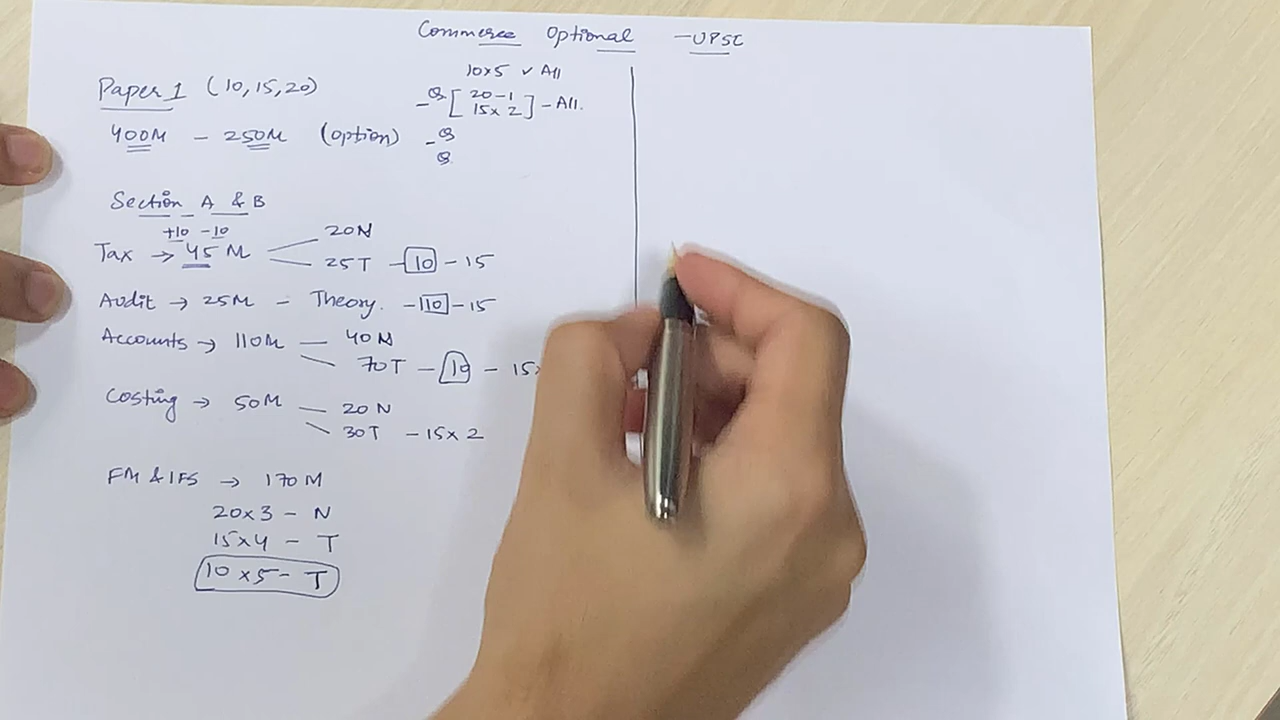 Commerce Optional - UPSC
Paper 1 (10, 15, 20)
10x5 ✓ All
- Q [ 20-1
15x2 ] - All.
400M - 250M (option)
- Q
Q
Section A & B
+10 -10
Tax → 45 M
20N
25T - 10 - 15
Audit → 25M - Theory. - 10 - 15
Accounts → 110M - 40 N
70T - 10 - 15x
Costing → 50M - 20 N
30T - 15x2
FM & IFS → 170 M
20x3 - N
15x4 - T
10x5 - T